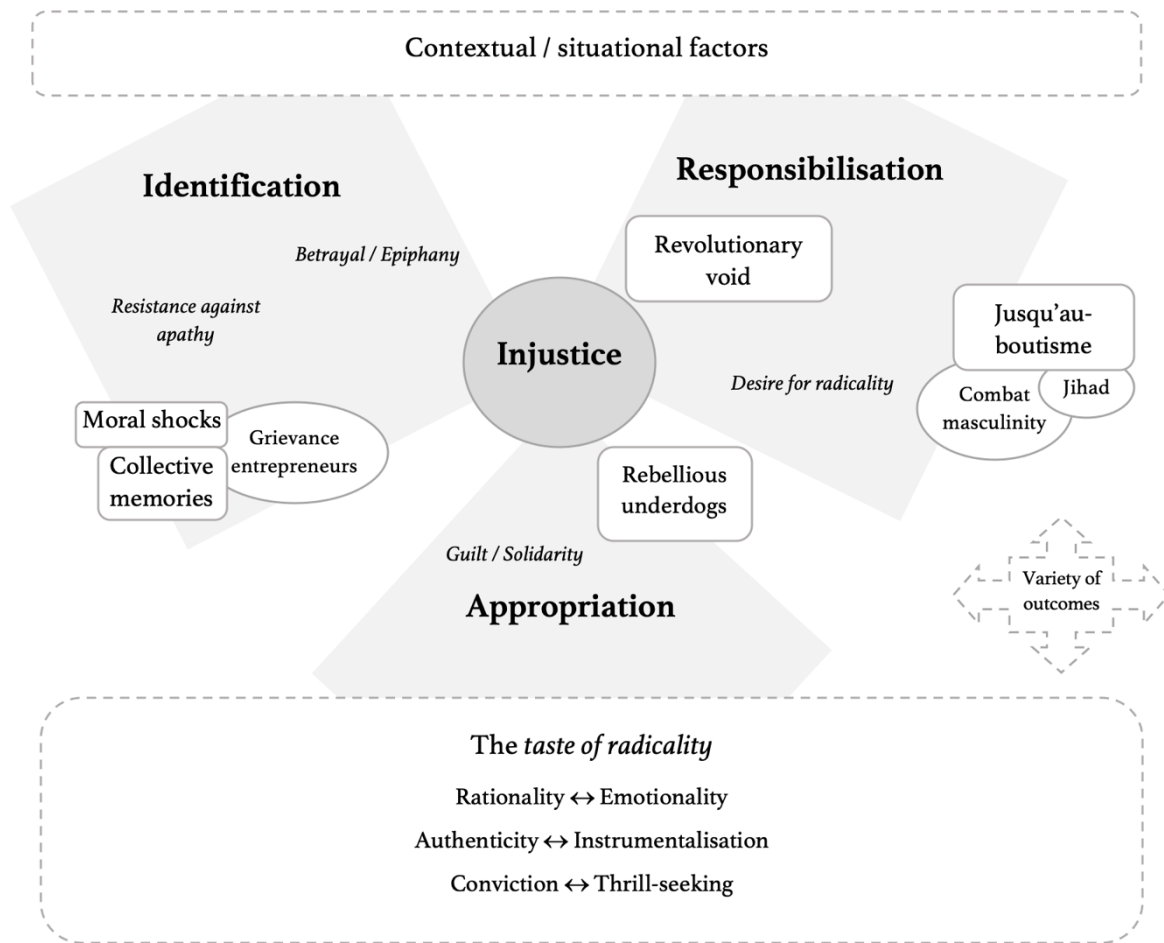 Contextual / situational factors
Identification
Betrayal / Epiphany
Resistance against
apathy
Moral shocks
Collective
memories
Grievance
entrepreneurs
Injustice
Responsibilisation
Revolutionary
void
Desire for radicality
Jusqu’au-
boutisme
Combat
masculinity
Jihad
Rebellious
underdogs
Guilt / Solidarity
Appropriation
Variety of
outcomes
The taste of radicality
Rationality ↔ Emotionality
Authenticity ↔ Instrumentalisation
Conviction ↔ Thrill-seeking